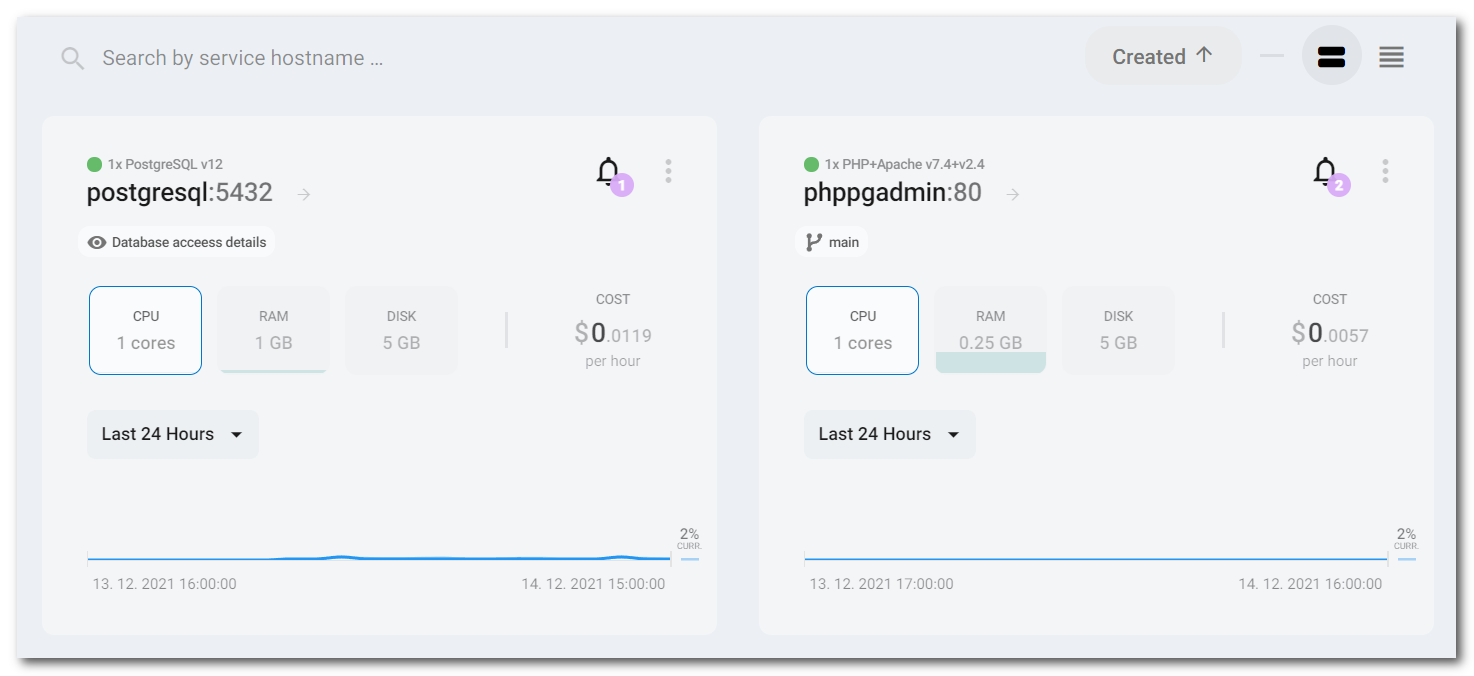 Search by service hostname ...
Created ↑
1x PostgreSQL v12
postgresql:5432 →
1
Database acceess details
CPU
1 cores
RAM
1 GB
DISK
5 GB
COST
$0.0119
per hour
Last 24 Hours
2%
CURR.
13. 12. 2021 16:00:00
14. 12. 2021 15:00:00
1x PHP+Apache v7.4+v2.4
phppgadmin:80 →
2
main
CPU
1 cores
RAM
0.25 GB
DISK
5 GB
COST
$0.0057
per hour
Last 24 Hours
2%
CURR.
13. 12. 2021 17:00:00
14. 12. 2021 16:00:00